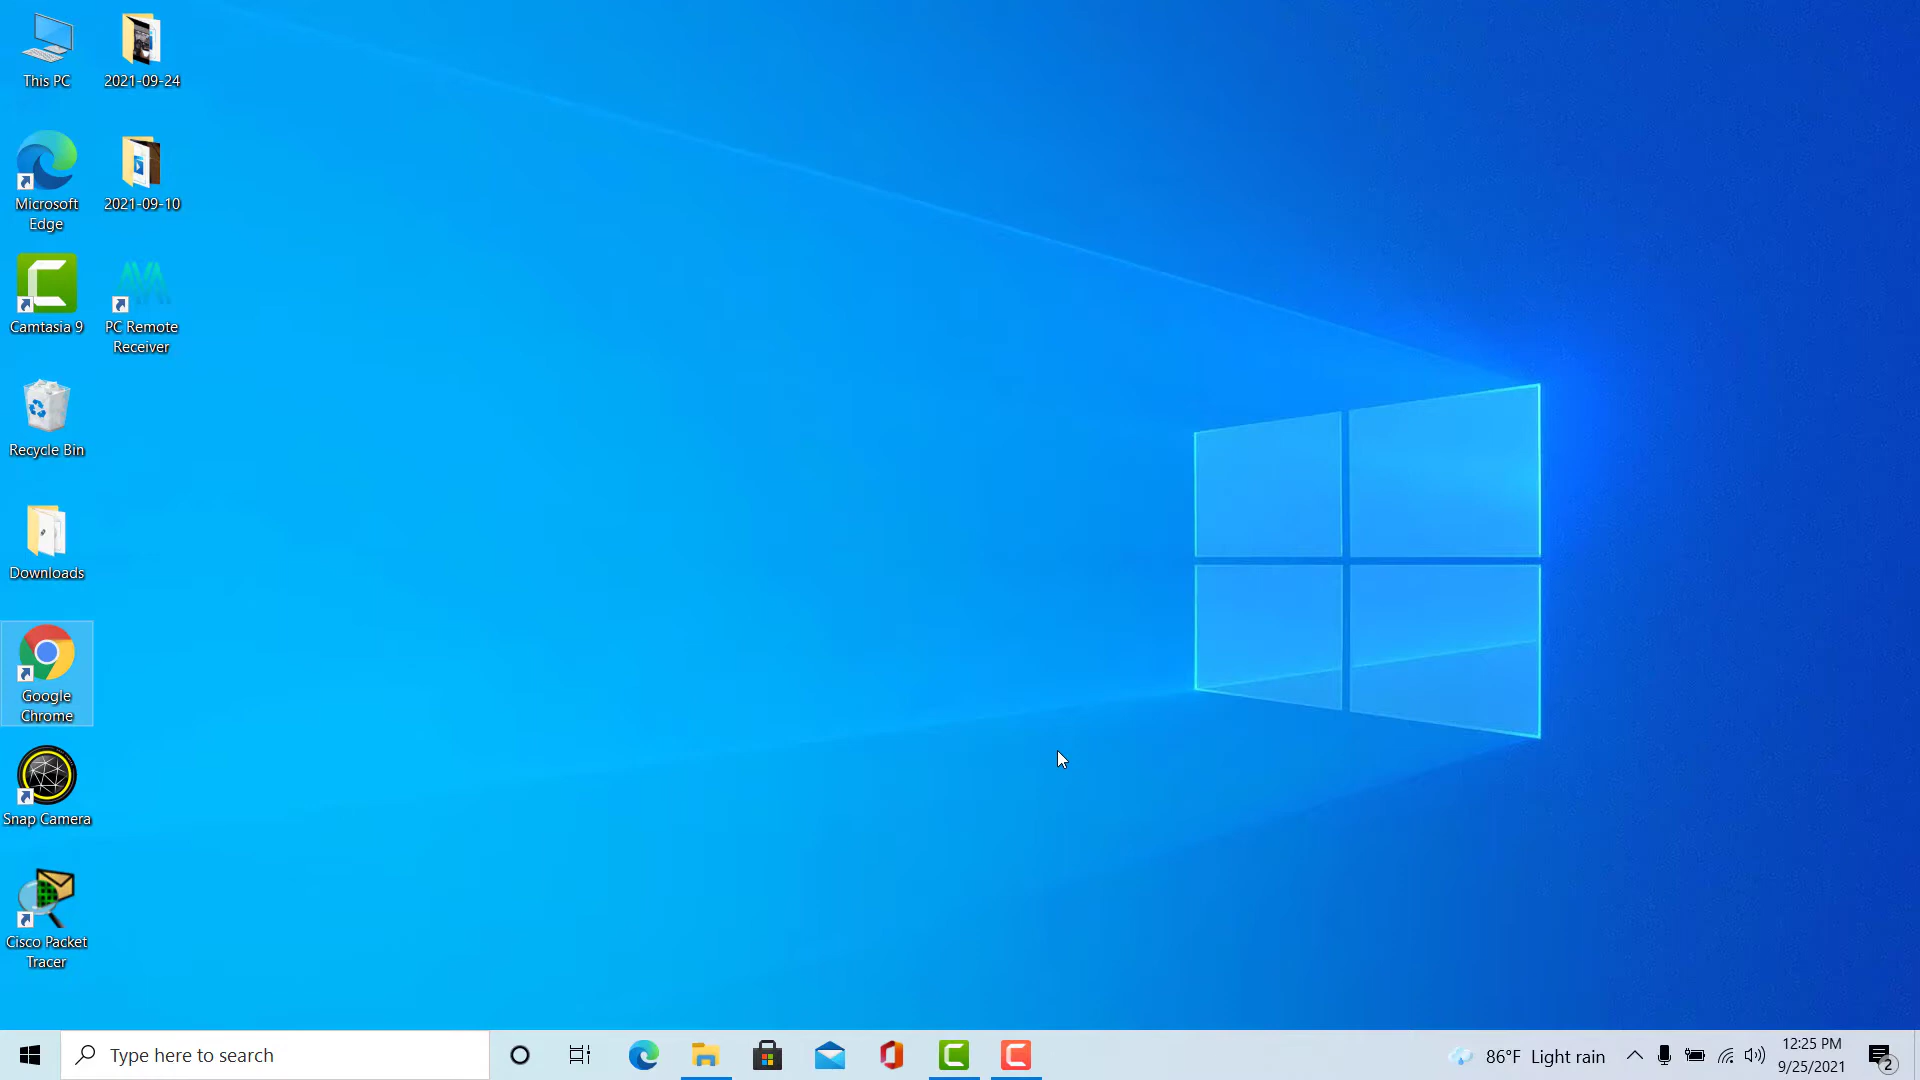 This PC
2021-09-24
Microsoft
Edge
2021-09-10
Camtasia 9
PC Remote
Receiver
Recycle Bin
Downloads
Google
Chrome
Snap Camera
Cisco Packet
Tracer
Type here to search
86°F Light rain
12:25 PM
9/25/2021
2